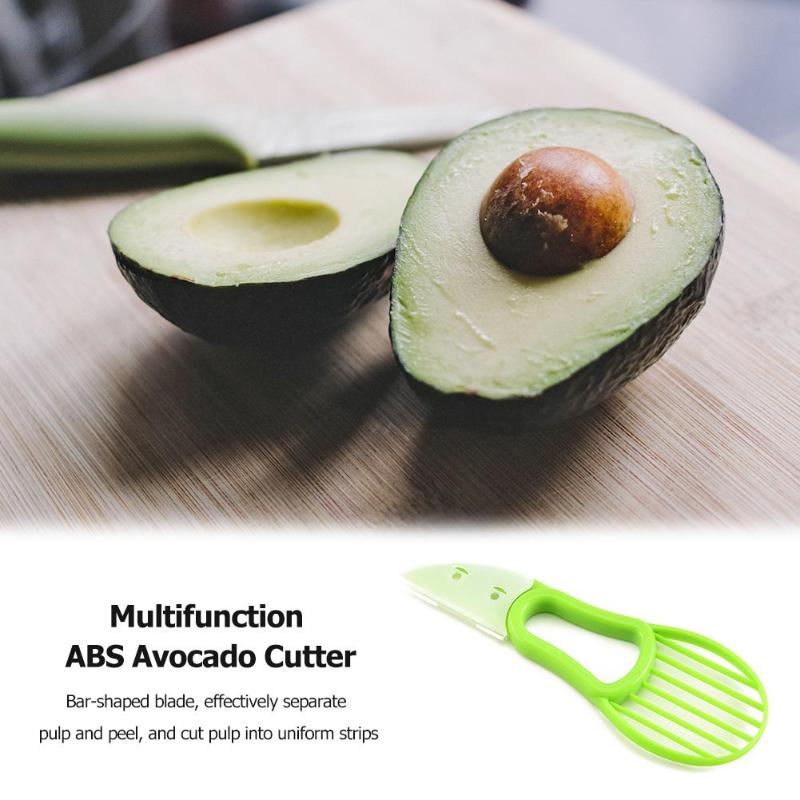 Multifunction
ABS Avocado Cutter
Bar-shaped blade, effectively separate
pulp and peel, and cut pulp into uniform strips